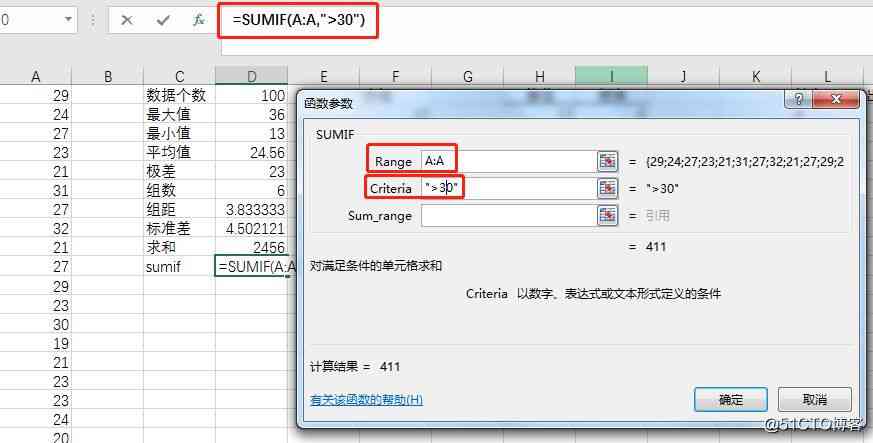 0 fx =SUMIF(A:A,">30")
A B C D E F G H I J K L
29 数据个数 100
24 最大值 36
27 最小值 13
23 平均值 24.56
21 极差 23
31 组数 6
27 组距 3.833333
32 标准差 4.502121
21 求和 2456
27 sumif =SUMIF(A:A
29
23
30
19
21
23
23
24
20
函数参数
SUMIF
Range A:A = {29;24;27;23;21;31;27;32;21;27;29;2
Criteria ">30" = ">30"
Sum_range = 引用
= 411
对满足条件的单元格求和
Criteria 以数字、表达式或文本形式定义的条件
计算结果 = 411
有关该函数的帮助(H)
确定 取消
@51CTO博客